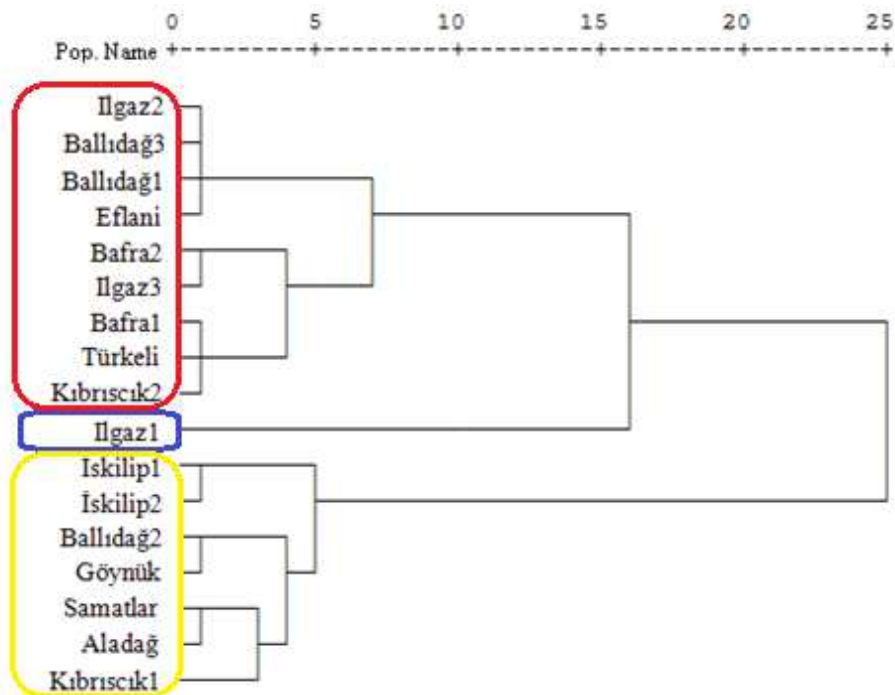 0 5 10 15 20 25
Pop. Name +---------+---------+---------+---------+---------+
Ilgaz2
Ballıdağ3
Ballıdağ1
Eflani
Bafra2
Ilgaz3
Bafra1
Türkeli
Kıbrıscık2
Ilgaz1
Iskilip1
İskilip2
Ballıdağ2
Göynük
Samatlar
Aladağ
Kıbrıscık1